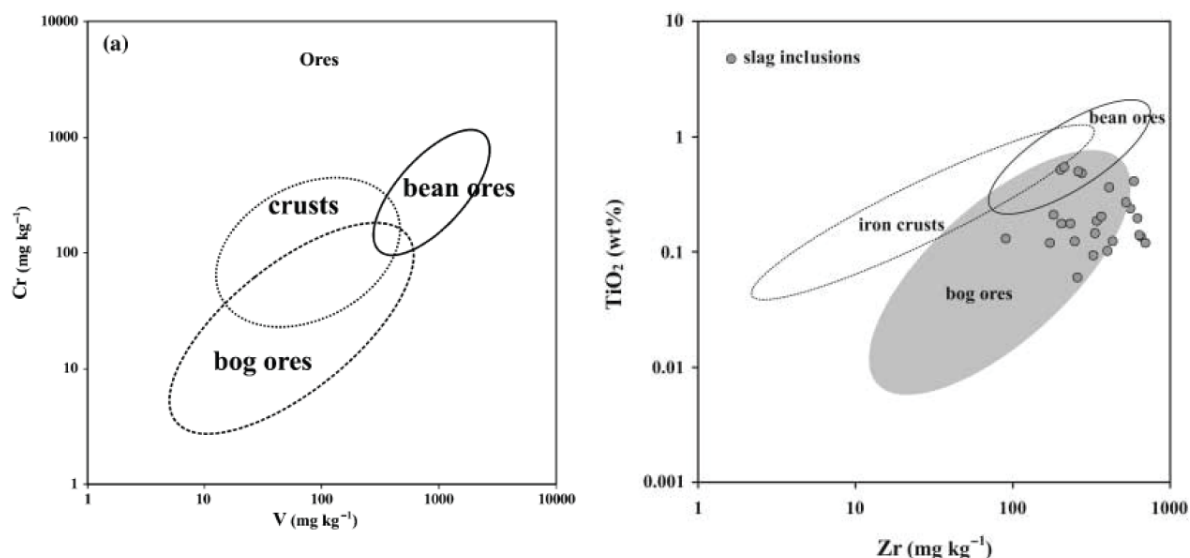 (a)
Ores
10000
1000
100
10
1
Cr (mg kg⁻¹)
crusts
bean ores
bog ores
1
10
100
1000
10000
V (mg kg⁻¹)
slag inclusions
10
1
0.1
0.01
0.001
TiO₂ (wt%)
bean ores
iron crusts
bog ores
1
10
100
1000
Zr (mg kg⁻¹)